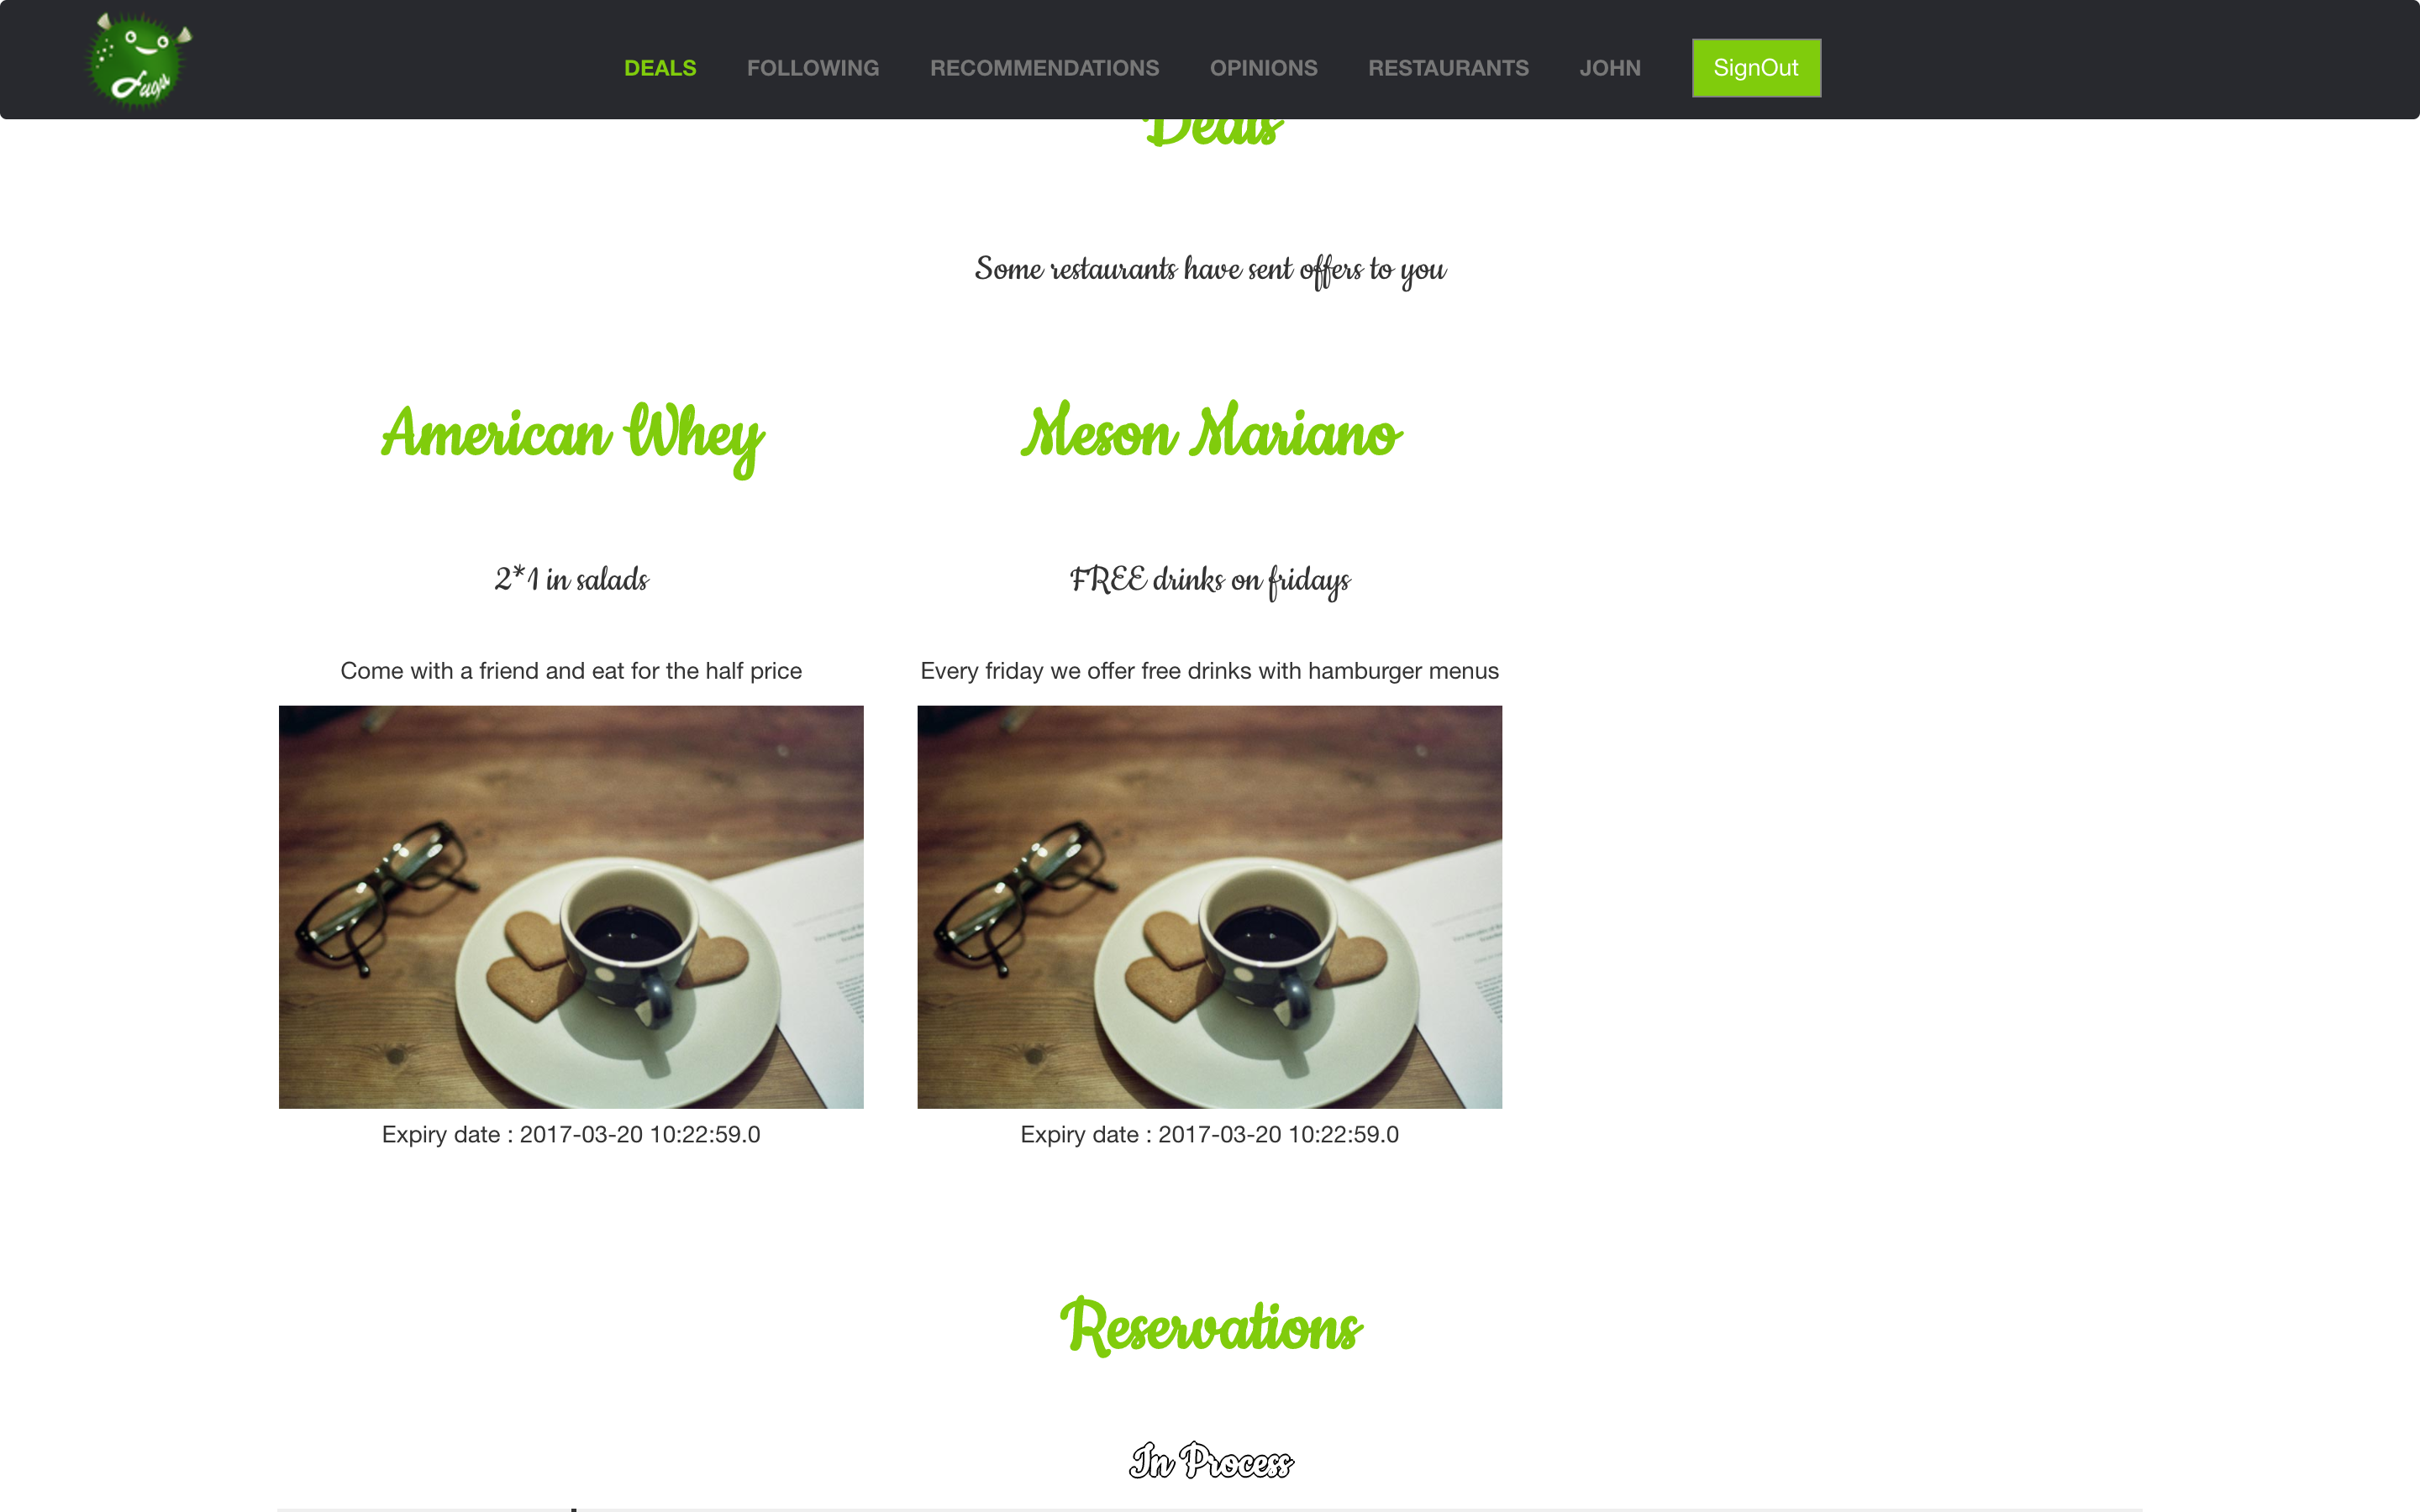 Fugu
DEALS FOLLOWING RECOMMENDATIONS OPINIONS RESTAURANTS JOHN SignOut
Deals
Some restaurants have sent offers to you
American Whey Meson Mariano
2*1 in salads FREE drinks on fridays
Come with a friend and eat for the half price Every friday we offer free drinks with hamburger menus
Expiry date : 2017-03-20 10:22:59.0 Expiry date : 2017-03-20 10:22:59.0
Reservations
In Process